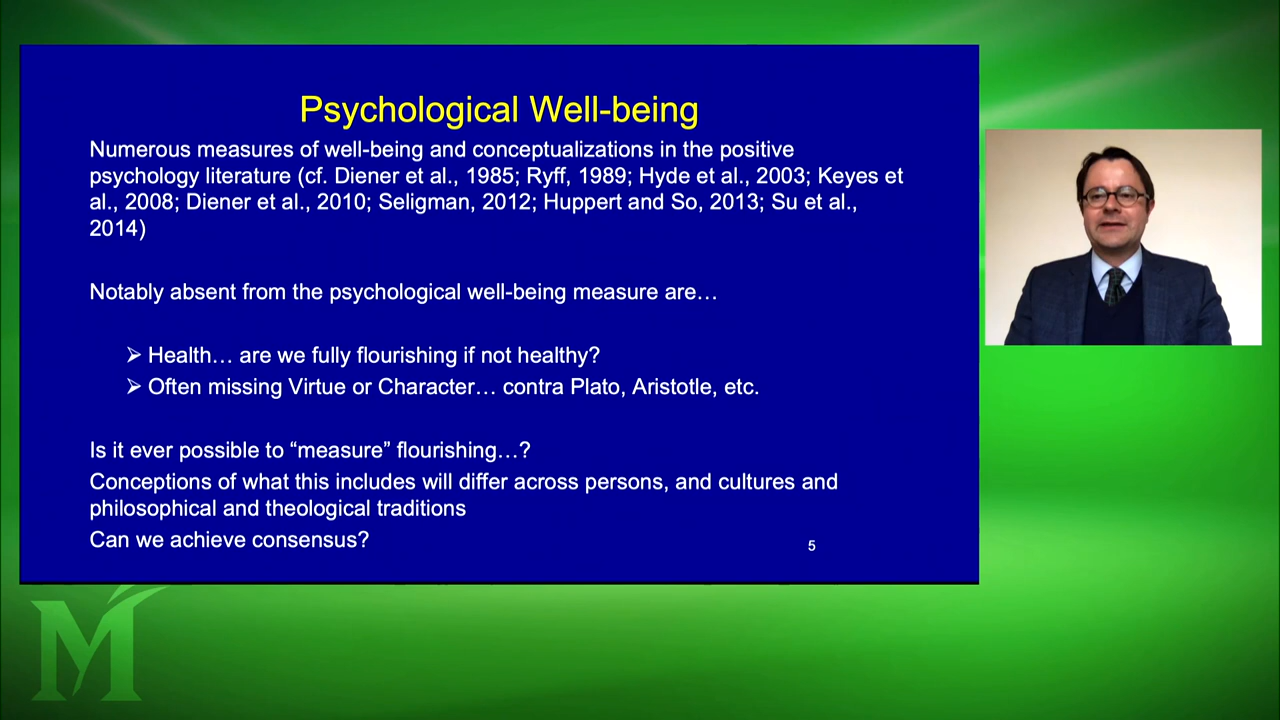 Psychological Well-being
Numerous measures of well-being and conceptualizations in the positive
psychology literature (cf. Diener et al., 1985; Ryff, 1989; Hyde et al., 2003; Keyes et
al., 2008; Diener et al., 2010; Seligman, 2012; Huppert and So, 2013; Su et al.,
2014)
Notably absent from the psychological well-being measure are…
➢ Health… are we fully flourishing if not healthy?
➢ Often missing Virtue or Character… contra Plato, Aristotle, etc.
Is it ever possible to “measure” flourishing…?
Conceptions of what this includes will differ across persons, and cultures and
philosophical and theological traditions
Can we achieve consensus?
5
M